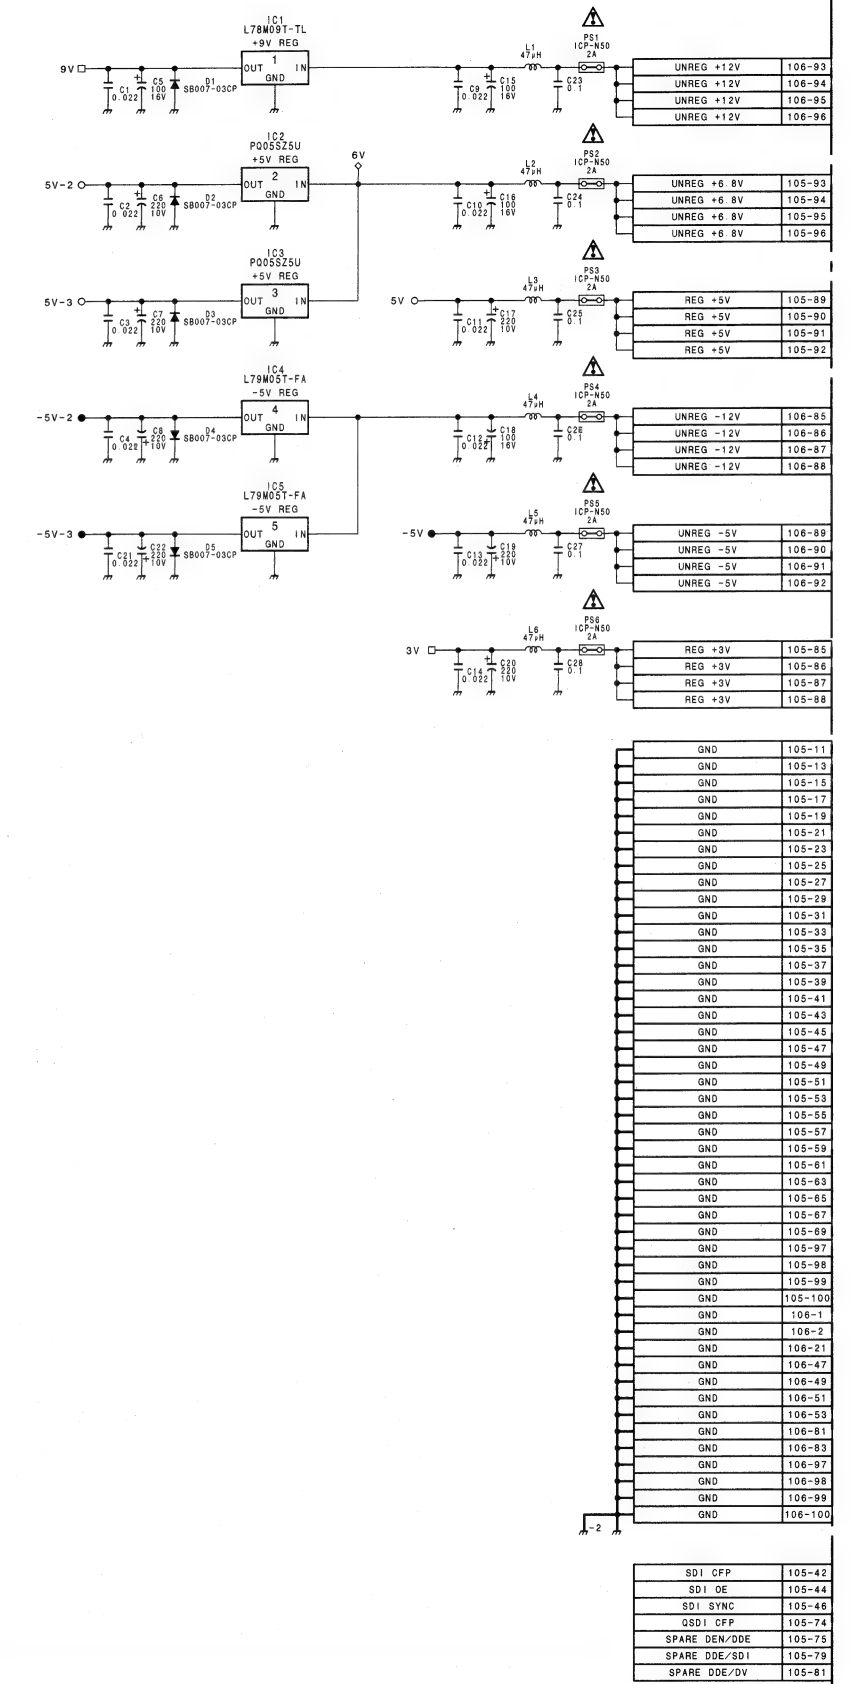 IC1
L78M09T-TL
+9V REG
1
OUT IN
GND
9V
C1
0.022
+
C5
100
16V
D1
SB007-03CP
C9
0.022
+
C15
100
16V
L1
47μH
C23
0.1
PS1
ICP-N50
2A
UNREG +12V 106-93
UNREG +12V 106-94
UNREG +12V 106-95
UNREG +12V 106-96
IC2
PQ05SZ5U
+5V REG
2
OUT IN
GND
6V
5V-2
C2
0.022
+
C6
220
10V
D2
SB007-03CP
C10
0.022
+
C16
100
16V
L2
47μH
C24
0.1
PS2
ICP-N50
2A
UNREG +6.8V 105-93
UNREG +6.8V 105-94
UNREG +6.8V 105-95
UNREG +6.8V 105-96
IC3
PQ05SZ5U
+5V REG
3
OUT IN
GND
5V-3
C3
0.022
+
C7
220
10V
D3
SB007-03CP
5V
C11
0.022
+
C17
220
10V
L3
47μH
C25
0.1
PS3
ICP-N50
2A
REG +5V 105-89
REG +5V 105-90
REG +5V 105-91
REG +5V 105-92
IC4
L79M05T-FA
-5V REG
4
OUT IN
GND
-5V-2
C4
0.022
+
C8
220
10V
D4
SB007-03CP
C12
0.022
+
C18
100
16V
L4
47μH
C26
0.1
PS4
ICP-N50
2A
UNREG -12V 106-85
UNREG -12V 106-86
UNREG -12V 106-87
UNREG -12V 106-88
IC5
L79M05T-FA
-5V REG
5
OUT IN
GND
-5V-3
C21
0.022
+
C22
220
10V
D5
SB007-03CP
-5V
C13
0.022
+
C19
220
10V
L5
47μH
C27
0.1
PS5
ICP-N50
2A
UNREG -5V 106-89
UNREG -5V 106-90
UNREG -5V 106-91
UNREG -5V 106-92
3V
C14
0.022
+
C20
220
10V
L6
47μH
C28
0.1
PS6
ICP-N50
2A
REG +3V 105-85
REG +3V 105-86
REG +3V 105-87
REG +3V 105-88
GND 105-11
GND 105-13
GND 105-15
GND 105-17
GND 105-19
GND 105-21
GND 105-23
GND 105-25
GND 105-27
GND 105-29
GND 105-31
GND 105-33
GND 105-35
GND 105-37
GND 105-39
GND 105-41
GND 105-43
GND 105-45
GND 105-47
GND 105-49
GND 105-51
GND 105-53
GND 105-55
GND 105-57
GND 105-59
GND 105-61
GND 105-63
GND 105-65
GND 105-67
GND 105-69
GND 105-97
GND 105-98
GND 105-99
GND 105-100
GND 106-1
GND 106-2
GND 106-21
GND 106-47
GND 106-49
GND 106-51
GND 106-53
GND 106-81
GND 106-83
GND 106-97
GND 106-98
GND 106-99
GND 106-100
-2
SDI CFP 105-42
SDI OE 105-44
SDI SYNC 105-46
QSDI CFP 105-74
SPARE DEN/DDE 105-75
SPARE DDE/SDI 105-79
SPARE DDE/DV 105-81